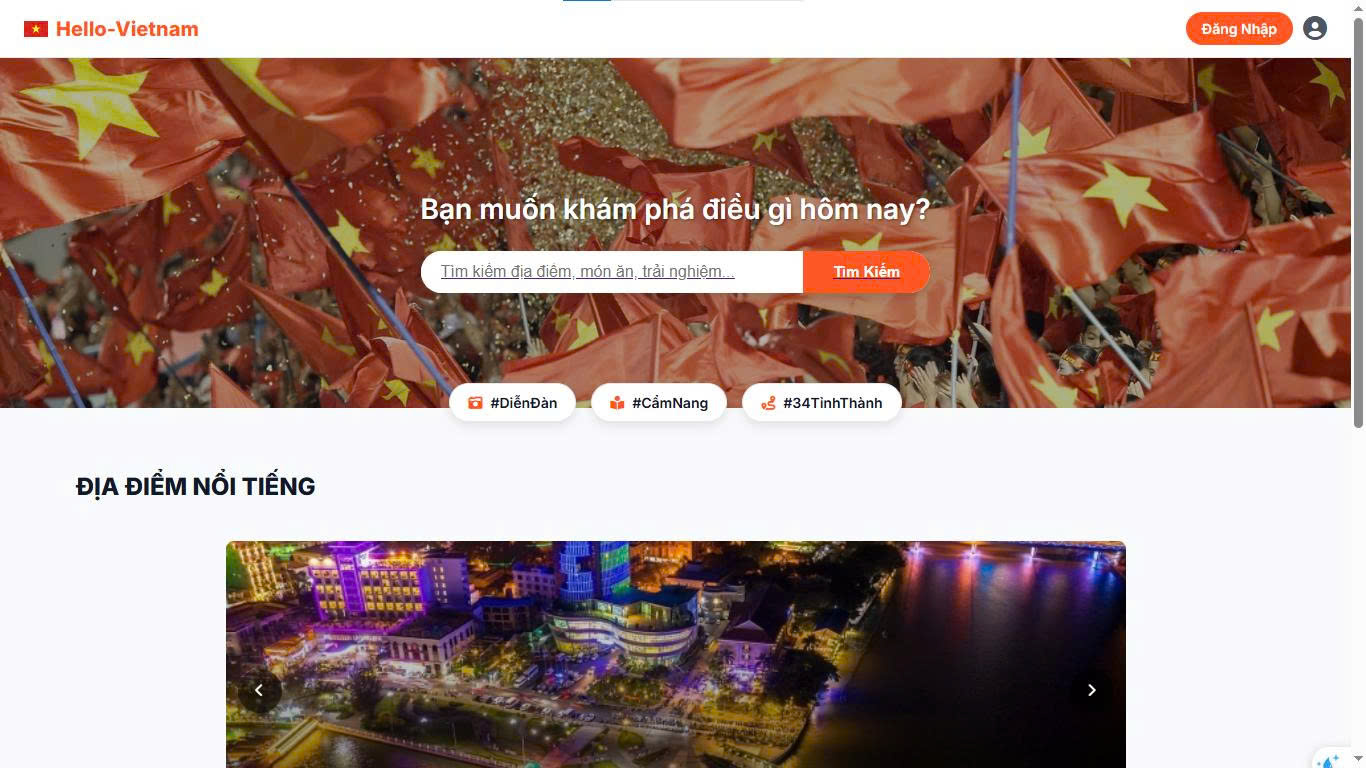 Hello-Vietnam
Đăng Nhập
Bạn muốn khám phá điều gì hôm nay?
Tìm kiếm địa điểm, món ăn, trải nghiệm...
Tìm Kiếm
#DiễnĐàn
#CẩmNang
#34TỉnhThành
ĐỊA ĐIỂM NỔI TIẾNG